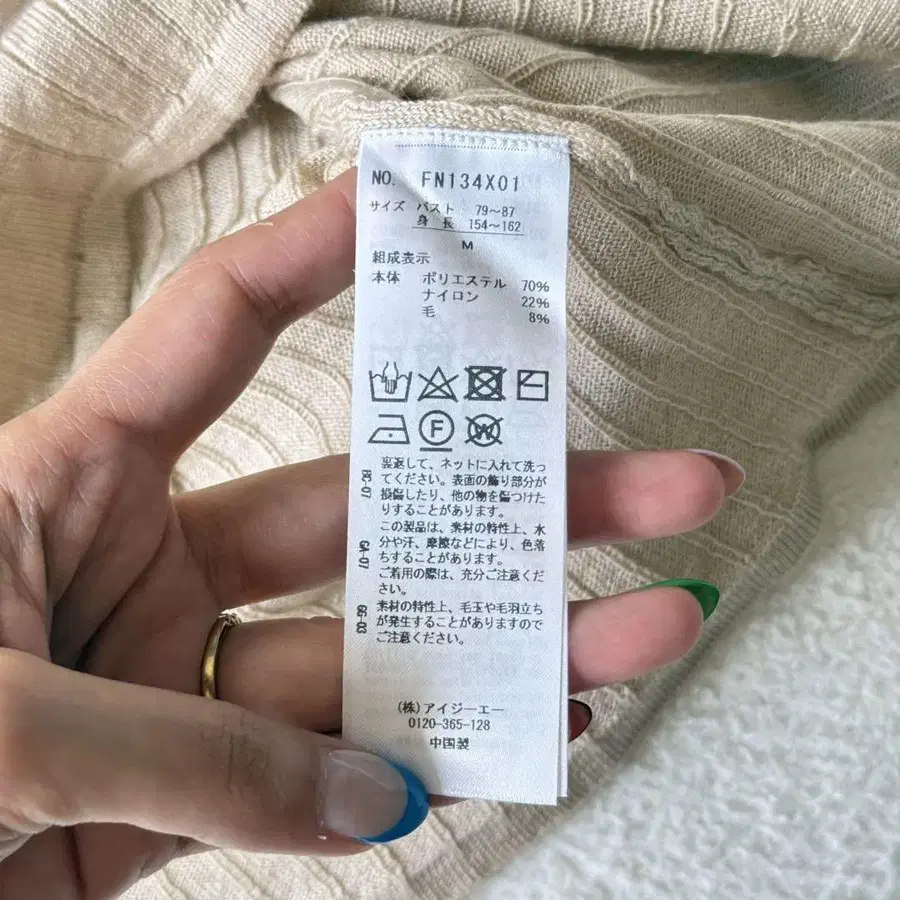 NO. FN134X01
サイズ バスト 79~87
身 長 154~162
M
組成表示
本体 ポリエステル 70%
ナイロン 22%
毛 8%
F
W
裏返して、ネットに入れて洗っ
てください。表面の飾り部分が
損傷したり、他の物を傷つけた
りすることがあります。
この製品は、素材の特性上、水
分や汗、摩擦などにより、色落
ちすることがあります。
ご着用の際は、充分ご注意くだ
さい。
素材の特性上、毛玉や毛羽立ち
が発生することがありますので
ご注意ください。
BC-07
GA-07
GG-03
(株)アイジーエー
0120-365-128
中国製